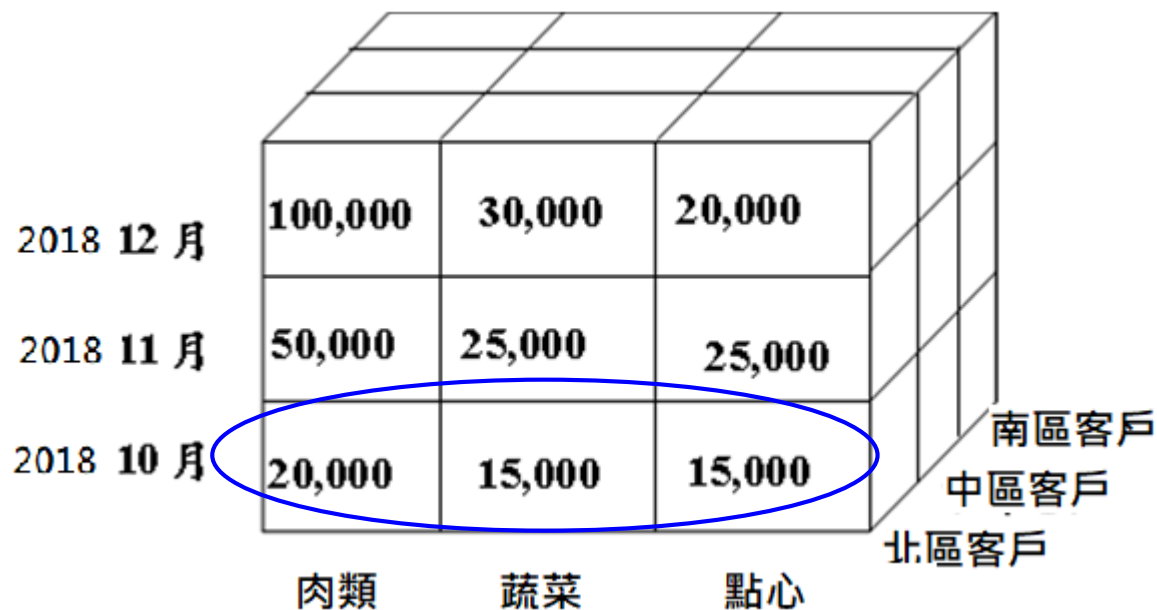 2018 12 月 100,000 30,000 20,000
2018 11 月 50,000 25,000 25,000
2018 10 月 20,000 15,000 15,000
南區客戶
中區客戶
北區客戶
肉類 蔬菜 點心